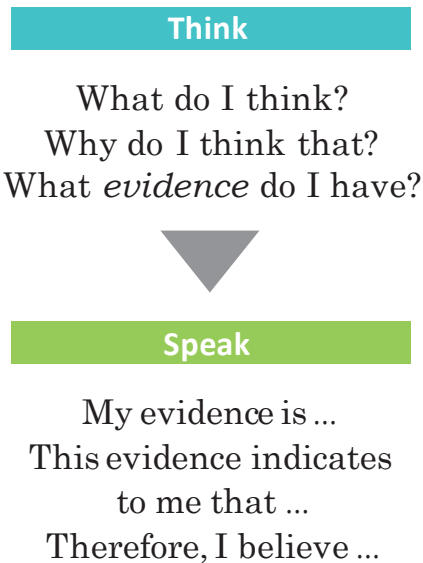 Think
What do I think?
Why do I think that?
What evidence do I have?
Speak
My evidence is ...
This evidence indicates
to me that ...
Therefore, I believe ...